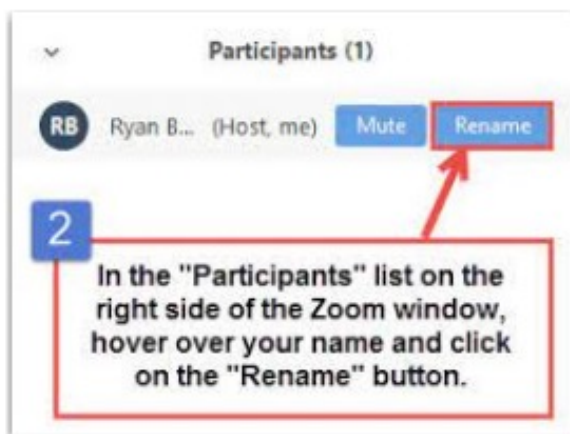 Participants (1)
RB Ryan B... (Host, me) Mute Rename
2
In the "Participants" list on the
right side of the Zoom window,
hover over your name and click
on the "Rename" button.